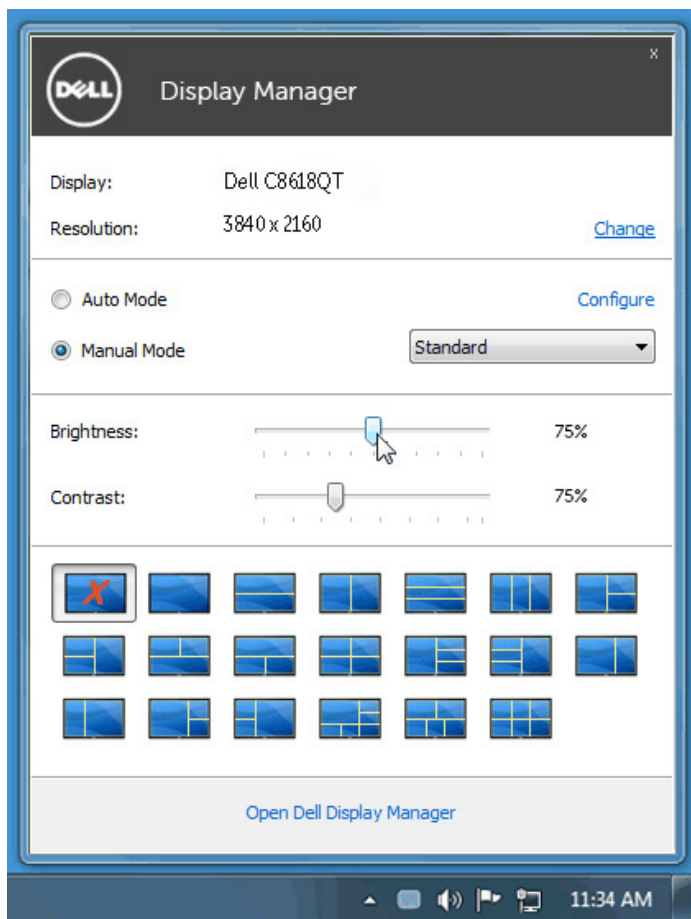 x
DELL Display Manager
Display: Dell C8618QT
Resolution: 3840 x 2160 Change
Auto Mode Configure
Manual Mode Standard
Brightness: 75%
Contrast: 75%
X
Open Dell Display Manager
11:34 AM